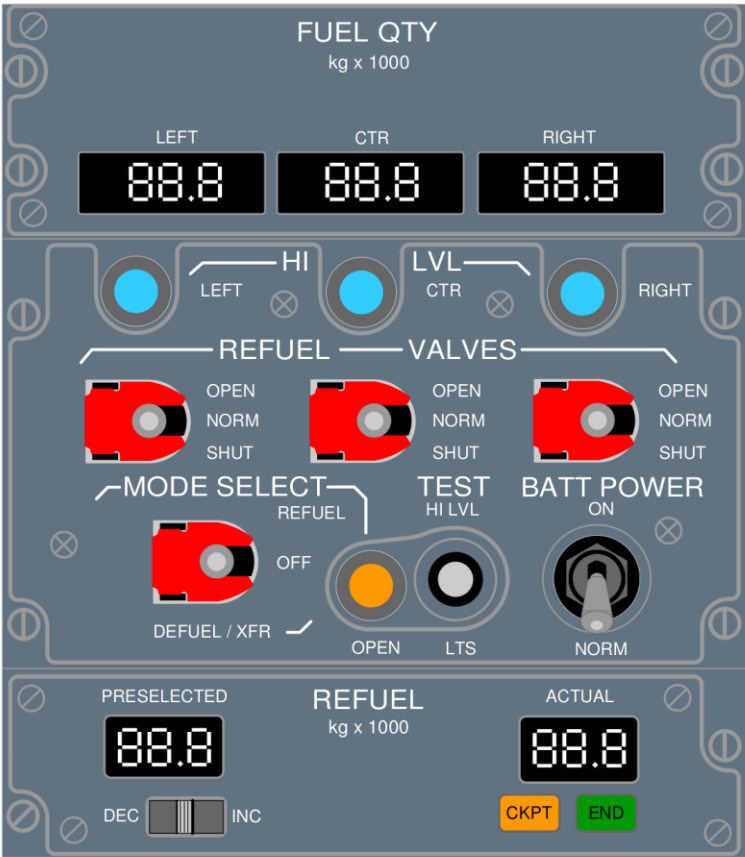 FUEL QTY
kg x 1000
LEFT CTR RIGHT
88.8 88.8 88.8
HI LVL
LEFT CTR RIGHT
REFUEL VALVES
OPEN OPEN OPEN
NORM NORM NORM
SHUT SHUT SHUT
MODE SELECT TEST BATT POWER
REFUEL HI LVL ON
OFF
DEFUEL / XFR
OPEN LTS NORM
PRESELECTED REFUEL ACTUAL
kg x 1000
88.8 88.8
DEC INC CKPT END